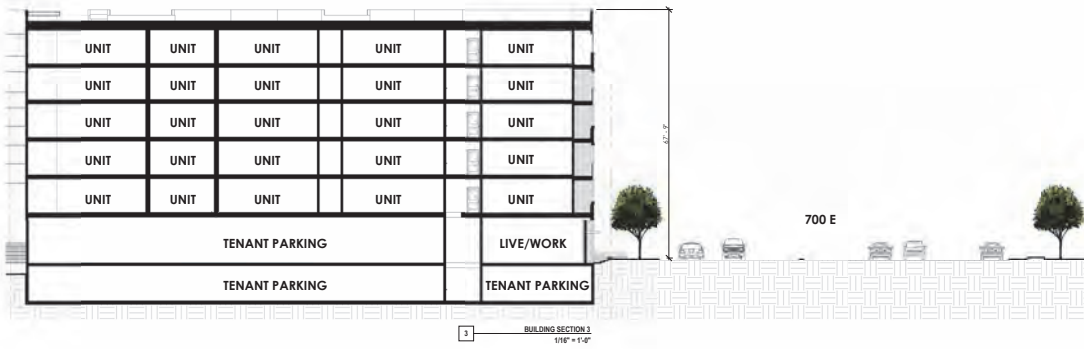 UNIT UNIT UNIT UNIT UNIT
UNIT UNIT UNIT UNIT UNIT
UNIT UNIT UNIT UNIT UNIT
UNIT UNIT UNIT UNIT UNIT
UNIT UNIT UNIT UNIT UNIT
67' - 9"
700 E
TENANT PARKING LIVE/WORK
TENANT PARKING TENANT PARKING
3 BUILDING SECTION 3
1/16" = 1'-0"